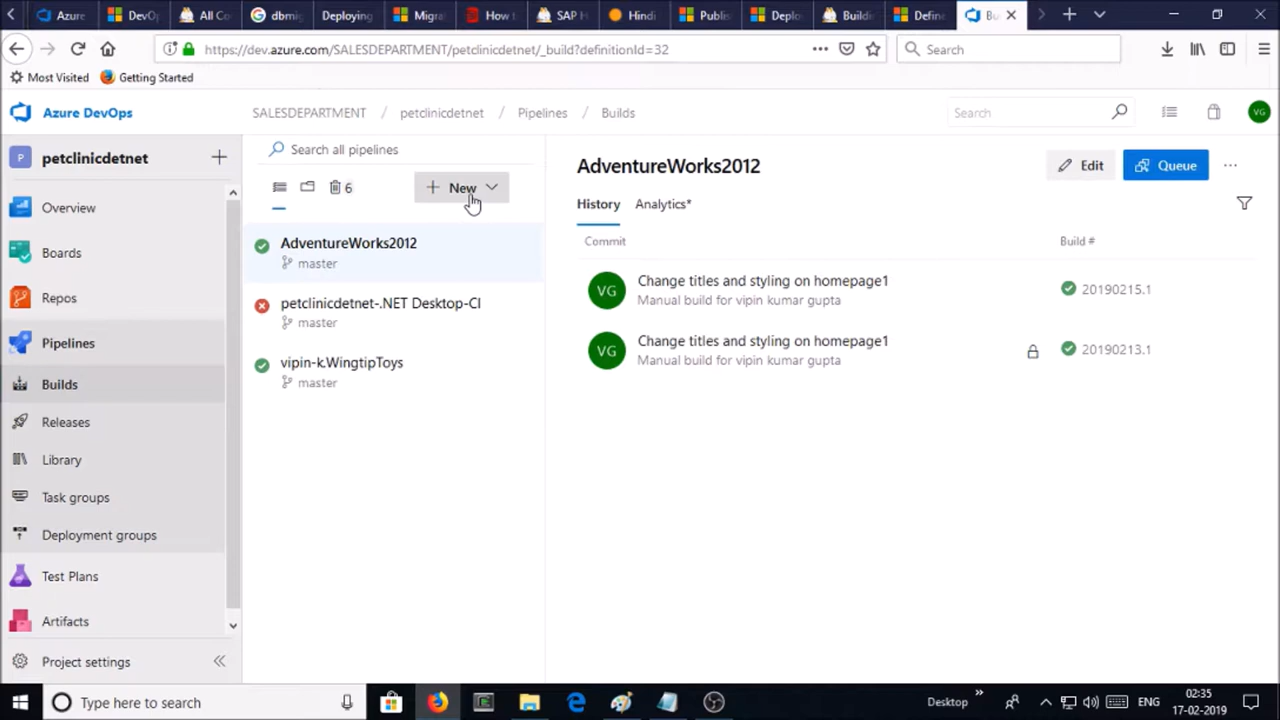 Azure
DevO
All Co
dbmig
Deploying
Migra
How t
SAP H
Hindi
Publis
Deplo
Buildi
Define
Bu
https://dev.azure.com/SALESDEPARTMENT/petclinicdetnet/_build?definitionId=32
Search
Most Visited
Getting Started
Azure DevOps
SALESDEPARTMENT / petclinicdetnet / Pipelines / Builds
Search
VG
P petclinicdetnet
Overview
Boards
Repos
Pipelines
Builds
Releases
Library
Task groups
Deployment groups
Test Plans
Artifacts
Project settings
Search all pipelines
6
New
AdventureWorks2012
master
petclinicdetnet-.NET Desktop-CI
master
vipin-k.WingtipToys
master
AdventureWorks2012
Edit
Queue
History
Analytics*
Commit
Build #
VG
Change titles and styling on homepage1
Manual build for vipin kumar gupta
20190215.1
VG
Change titles and styling on homepage1
Manual build for vipin kumar gupta
20190213.1
Type here to search
Desktop
ENG
02:35
17-02-2019